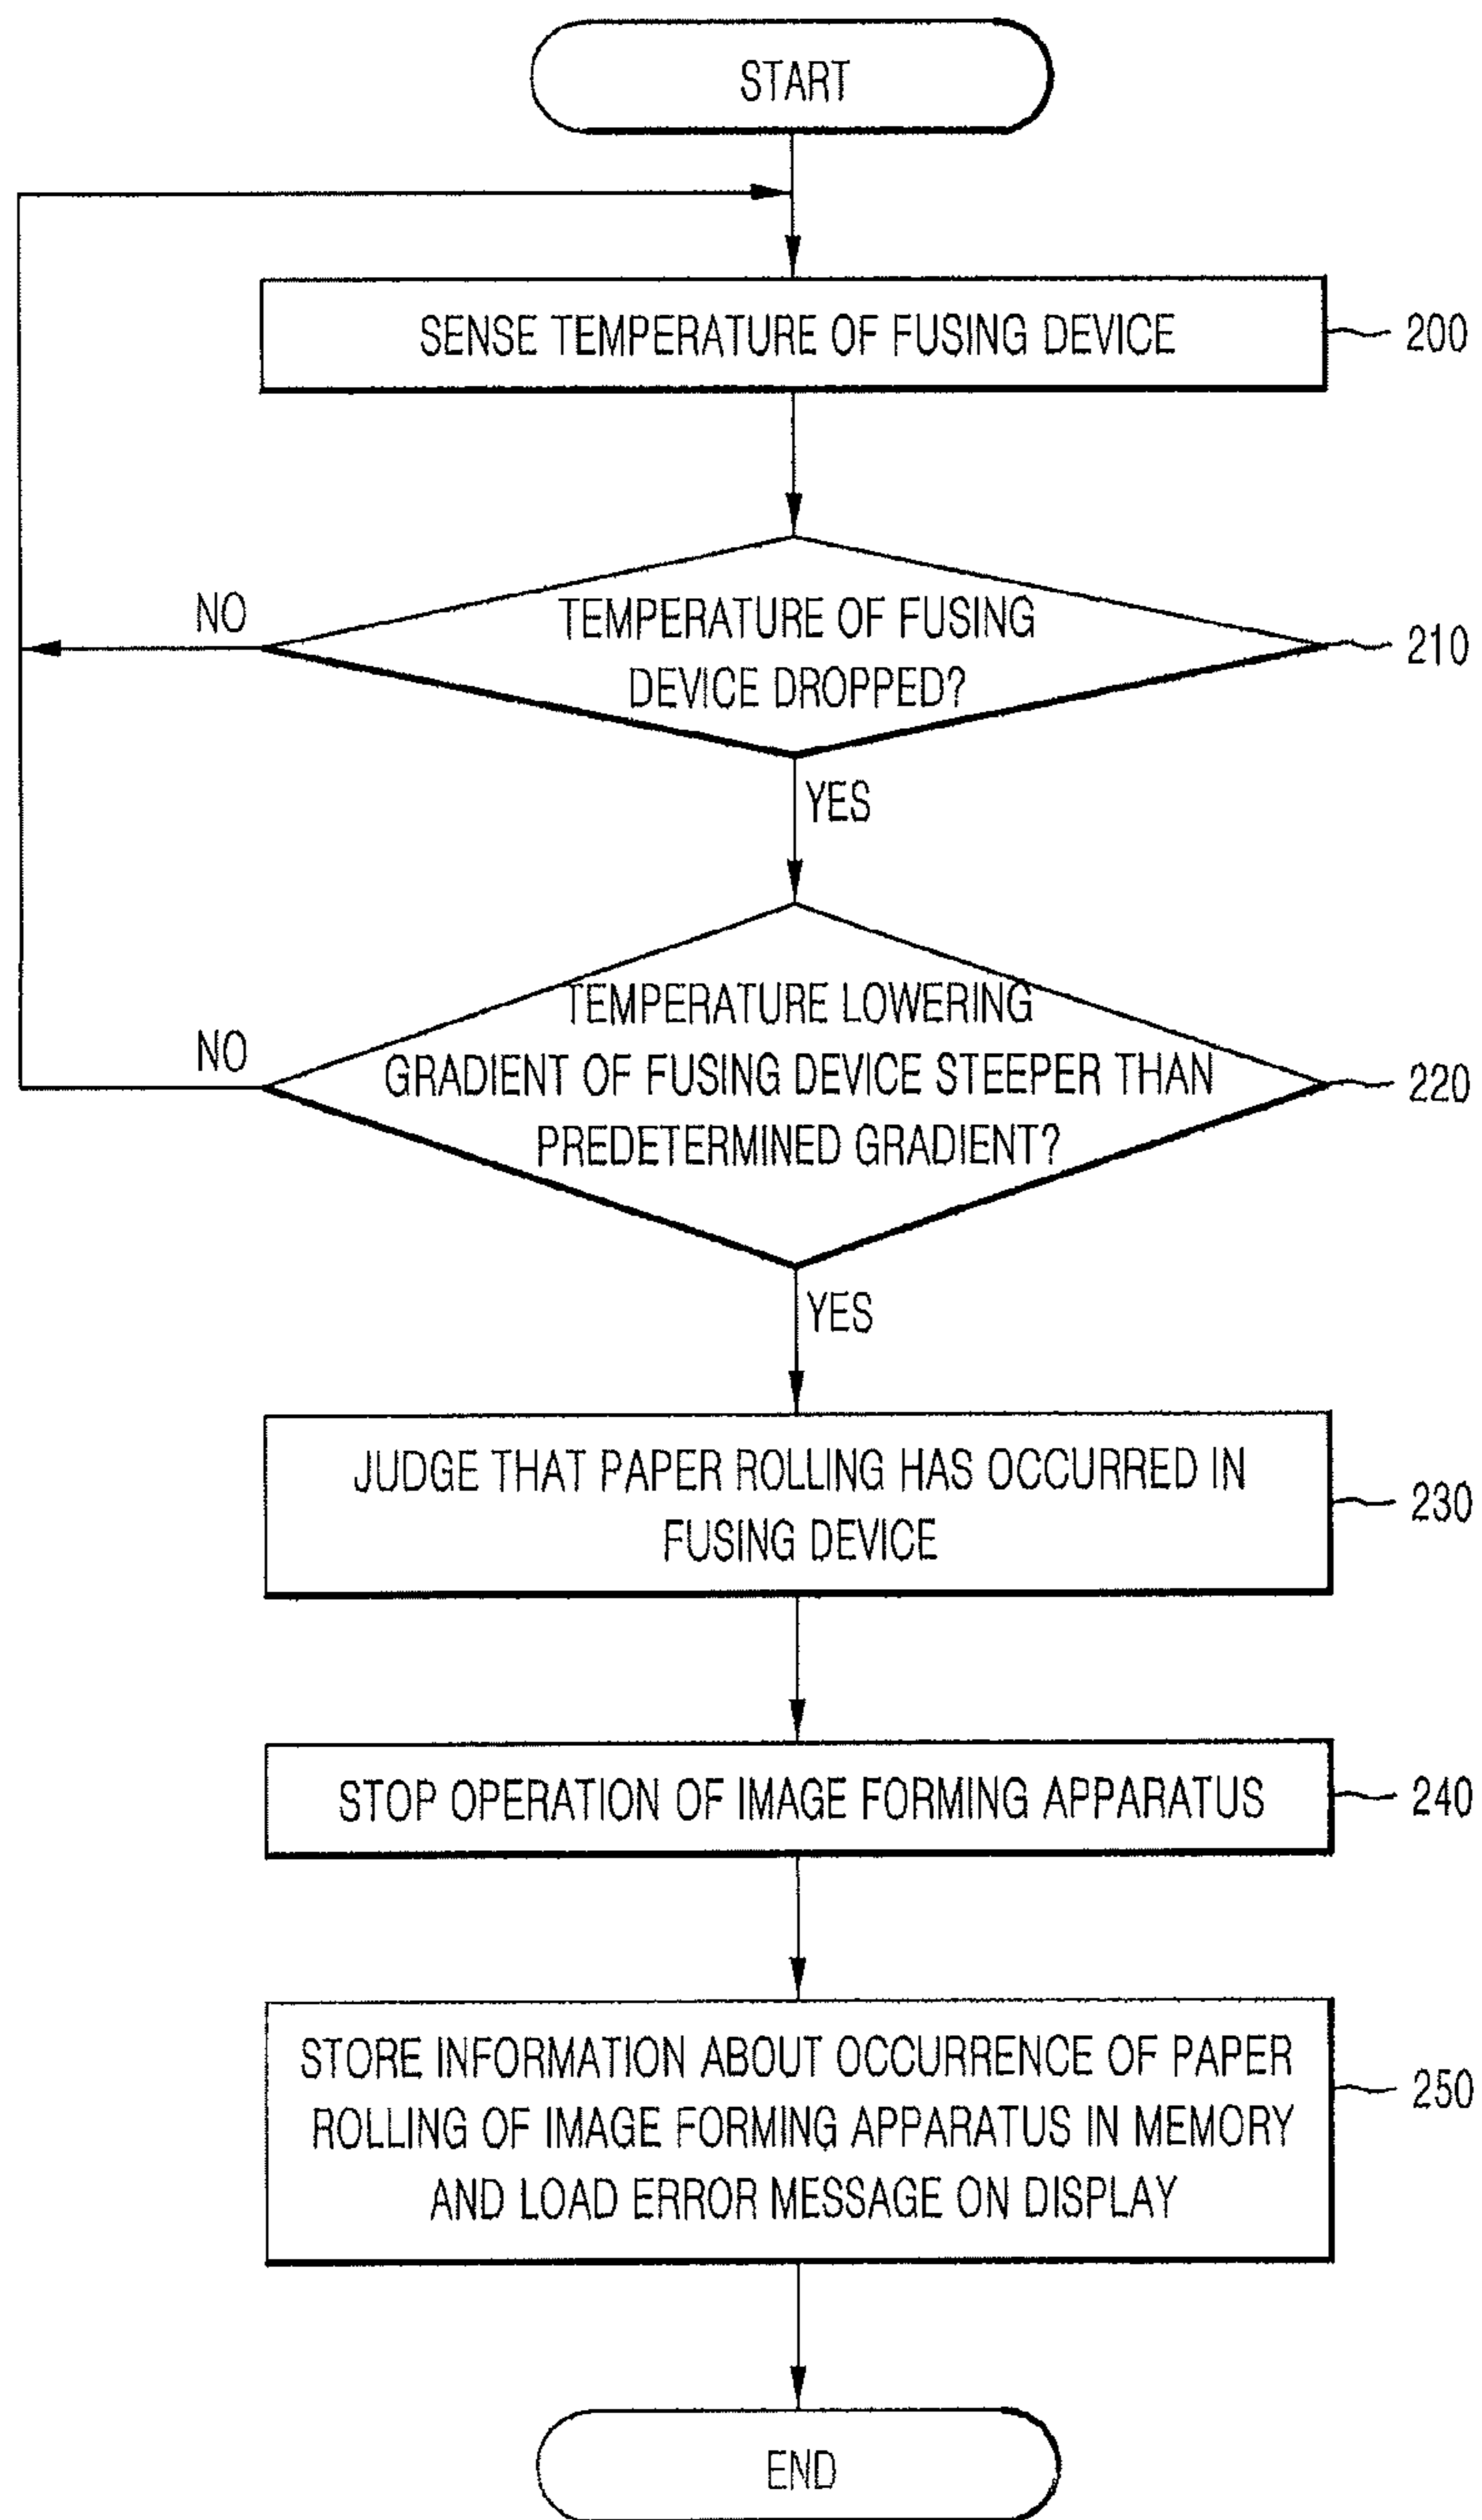 START
SENSE TEMPERATURE OF FUSING DEVICE
200
TEMPERATURE OF FUSING
DEVICE DROPPED?
210
NO
YES
TEMPERATURE LOWERING
GRADIENT OF FUSING DEVICE STEEPER THAN
PREDETERMINED GRADIENT?
220
NO
YES
JUDGE THAT PAPER ROLLING HAS OCCURRED IN
FUSING DEVICE
230
STOP OPERATION OF IMAGE FORMING APPARATUS
240
STORE INFORMATION ABOUT OCCURRENCE OF PAPER
ROLLING OF IMAGE FORMING APPARATUS IN MEMORY
AND LOAD ERROR MESSAGE ON DISPLAY
250
END